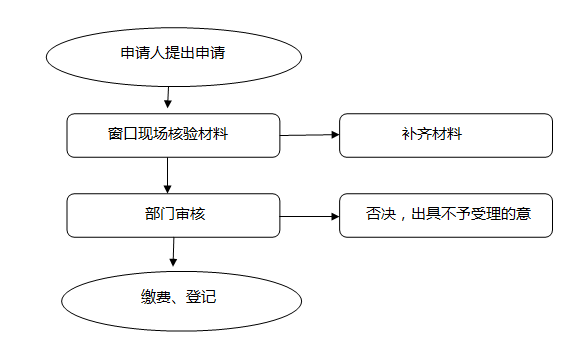 申请人提出申请
窗口现场核验材料
补齐材料
部门审核
否决，出具不予受理的意
缴费、登记